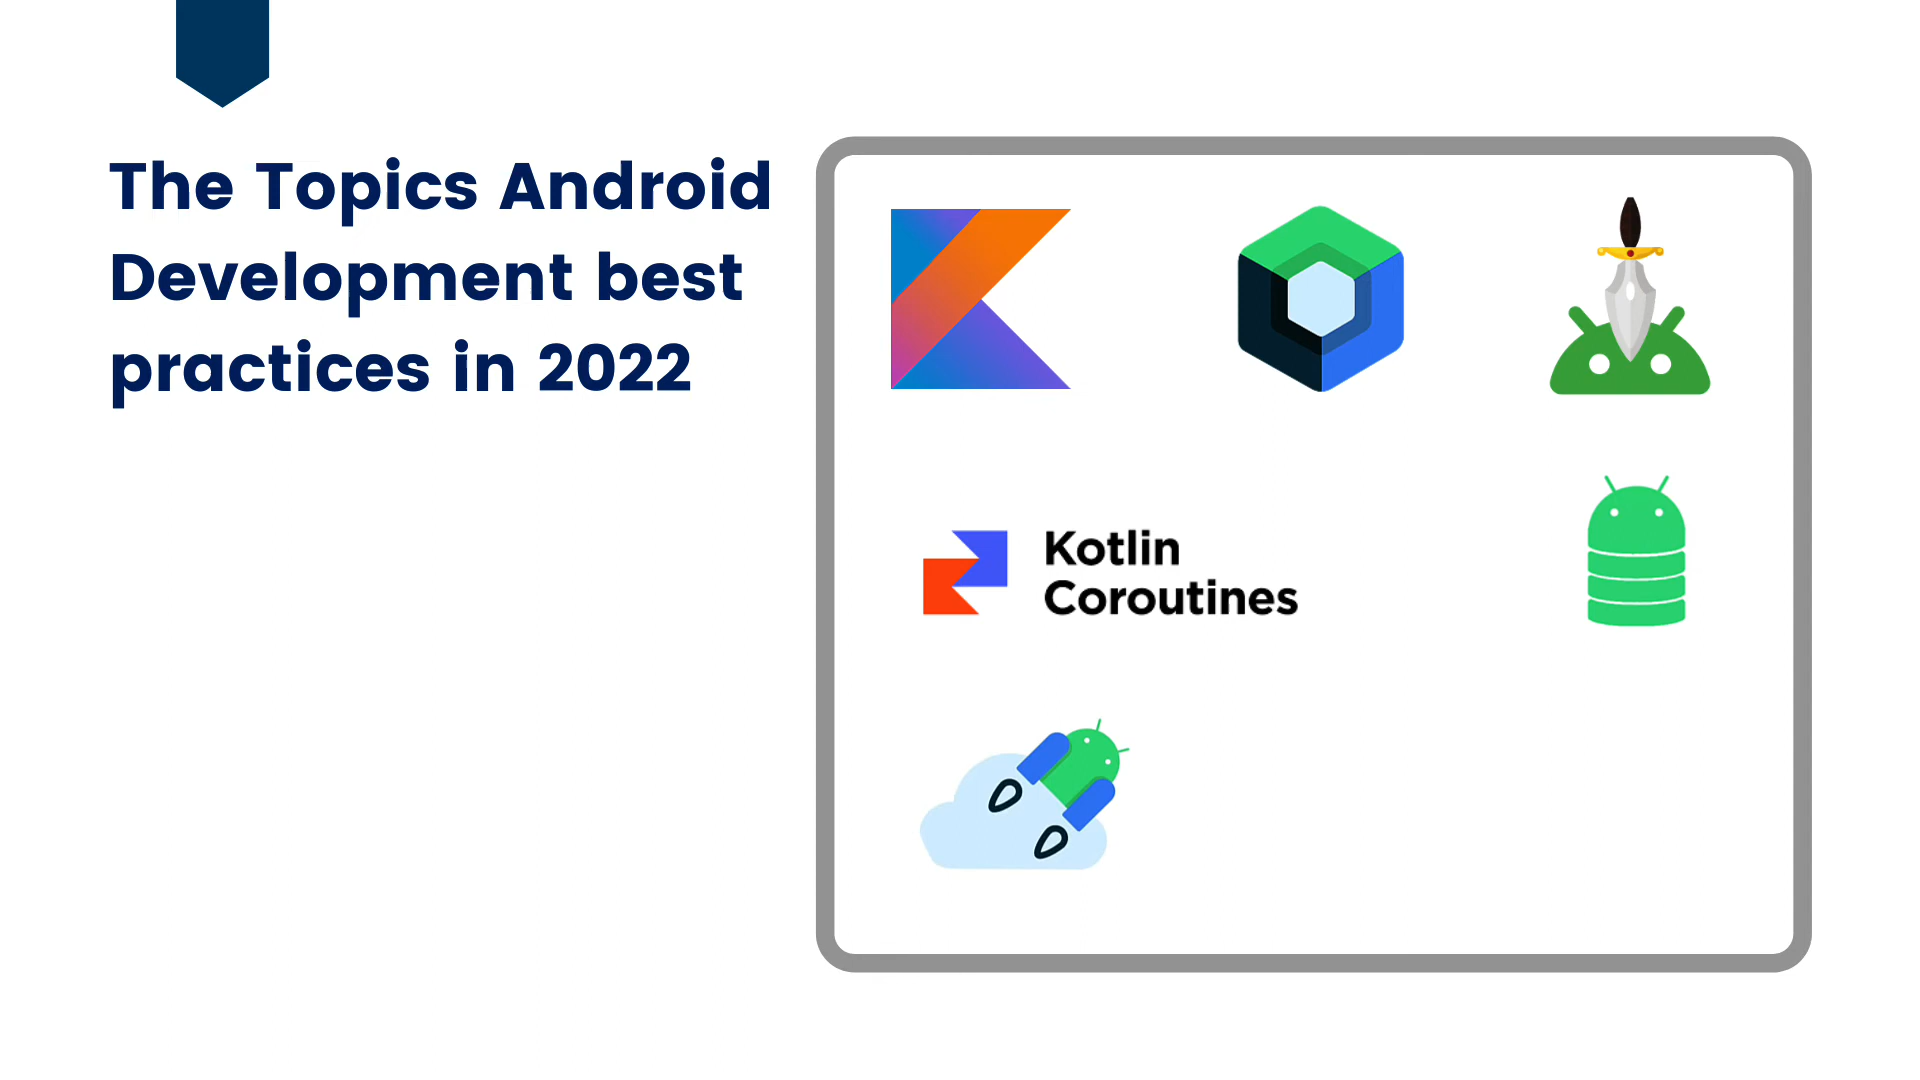 The Topics Android
Development best
practices in 2022
Kotlin
Coroutines